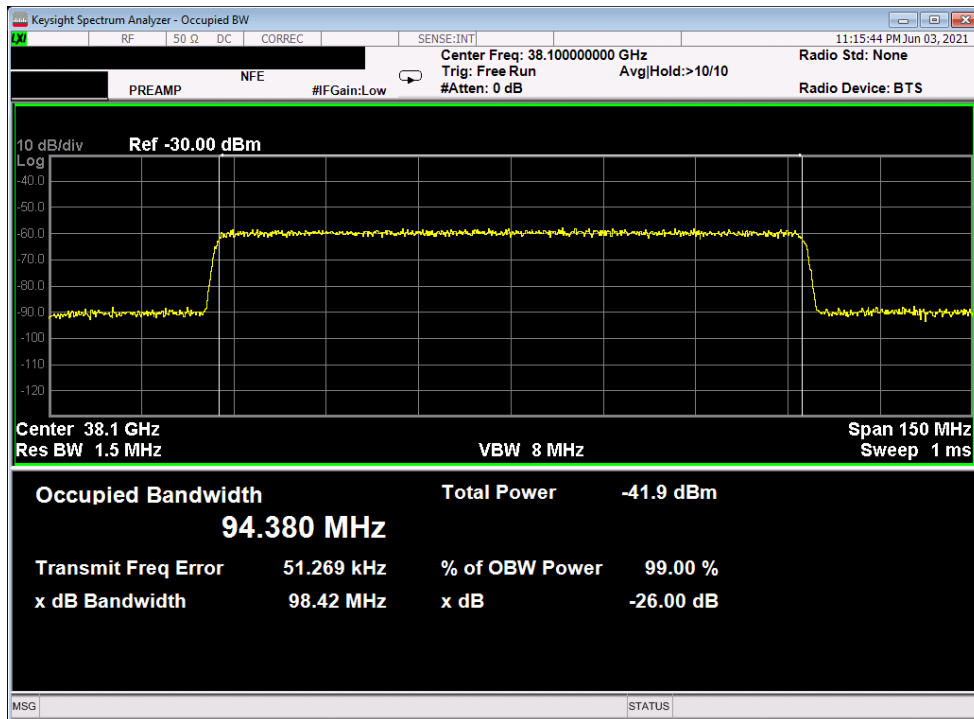 Keysight Spectrum Analyzer - Occupied BW
LXI RF 50 Ω DC CORREC SENSE:INT 11:15:44 PM Jun 03, 2021
Center Freq: 38.100000000 GHz Radio Std: None
NFE Trig: Free Run Avg|Hold:>10/10
PREAMP #IFGain:Low #Atten: 0 dB Radio Device: BTS
10 dB/div Ref -30.00 dBm
Log
-40.0
-50.0
-60.0
-70.0
-80.0
-90.0
-100
-110
-120
Center 38.1 GHz Span 150 MHz
Res BW 1.5 MHz VBW 8 MHz Sweep 1 ms
Occupied Bandwidth Total Power -41.9 dBm
94.380 MHz
Transmit Freq Error 51.269 kHz % of OBW Power 99.00 %
x dB Bandwidth 98.42 MHz x dB -26.00 dB
MSG STATUS